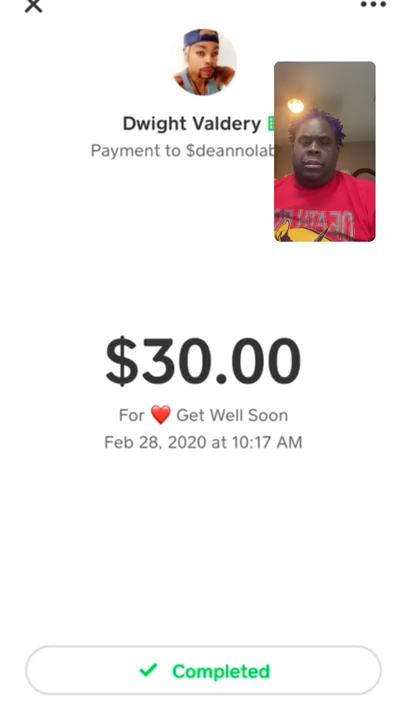 Dwight Valdery
Payment to $deannolab
$30.00
For ❤️ Get Well Soon
Feb 28, 2020 at 10:17 AM
✓ Completed